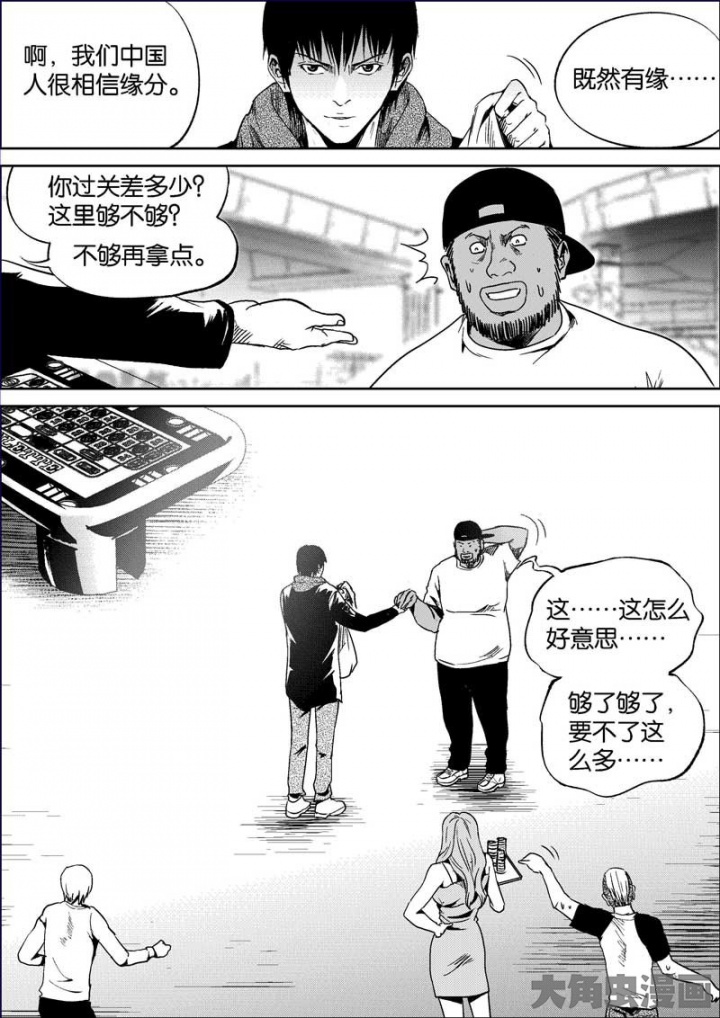 啊，我们中国
人很相信缘分。
既然有缘……
你过关差多少？
这里够不够？
不够再拿点。
这……这怎么
好意思……
够了够了，
要不了这
么多……
大角虫漫画